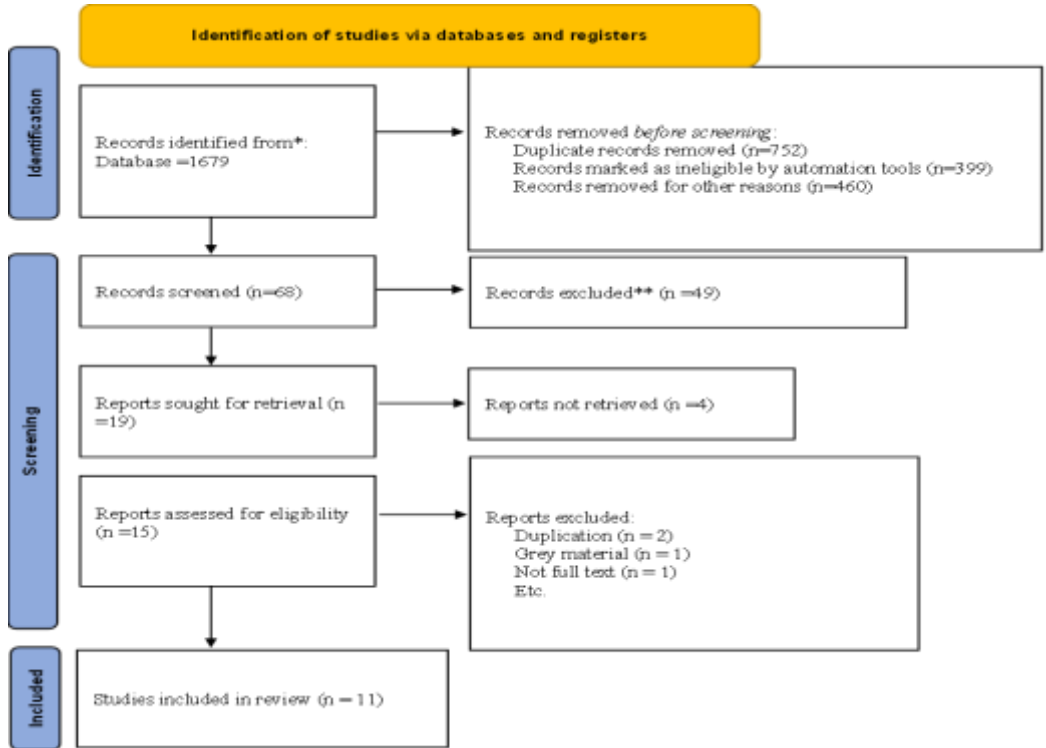 Identification of studies via databases and registers
Identification
Records identified from*:
Database =1679
Records removed before screening:
Duplicate records removed (n=752)
Records marked as ineligible by automation tools (n=399)
Records removed for other reasons (n=460)
Screening
Records screened (n=68)
Records excluded** (n =49)
Reports sought for retrieval (n
=19)
Reports not retrieved (n =4)
Reports assessed for eligibility
(n =15)
Reports excluded:
Duplication (n = 2)
Grey material (n = 1)
Not full text (n = 1)
Etc.
Included
Studies included in review (n = 11)